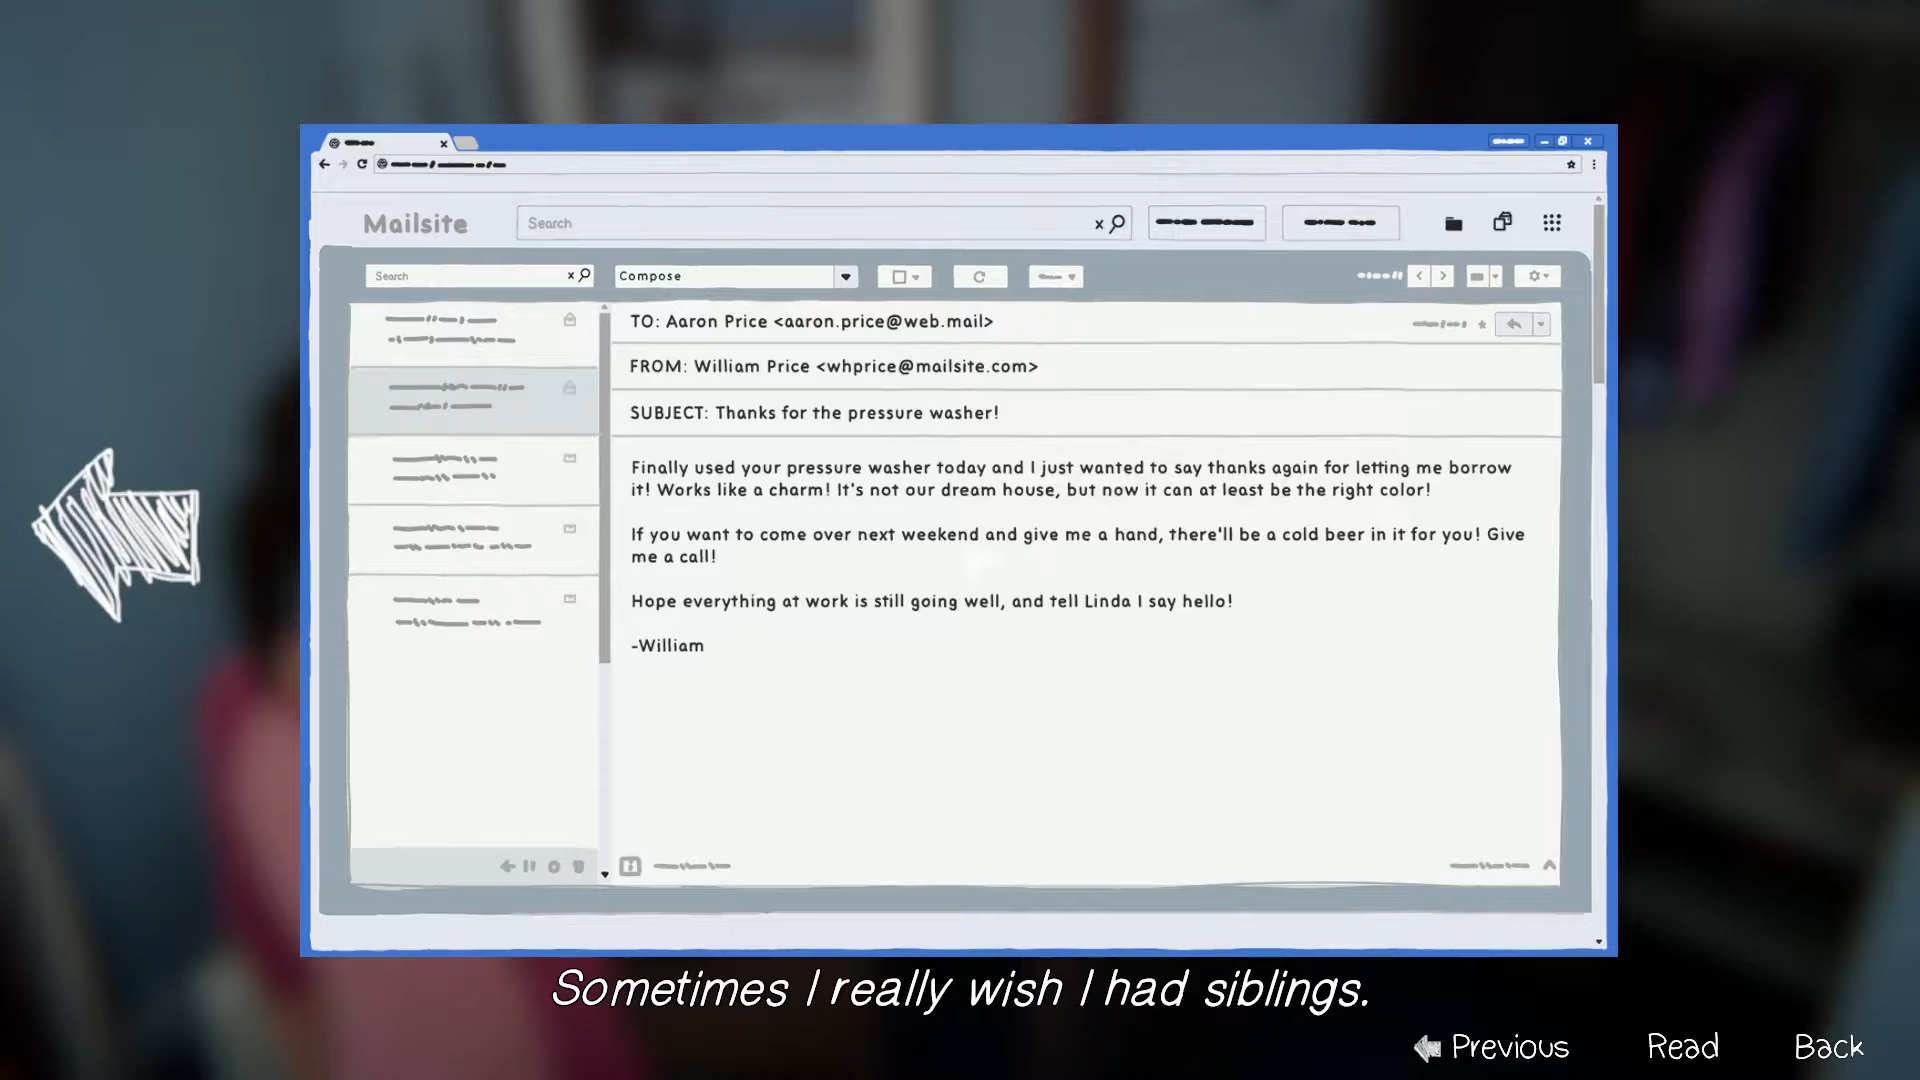 Mailsite
Search
x
Search
x
Compose
TO: Aaron Price <aaron.price@web.mail>
FROM: William Price <whprice@mailsite.com>
SUBJECT: Thanks for the pressure washer!
Finally used your pressure washer today and I just wanted to say thanks again for letting me borrow
it! Works like a charm! It's not our dream house, but now it can at least be the right color!
If you want to come over next weekend and give me a hand, there'll be a cold beer in it for you! Give
me a call!
Hope everything at work is still going well, and tell Linda I say hello!
-William
Sometimes I really wish I had siblings.
Previous
Read
Back